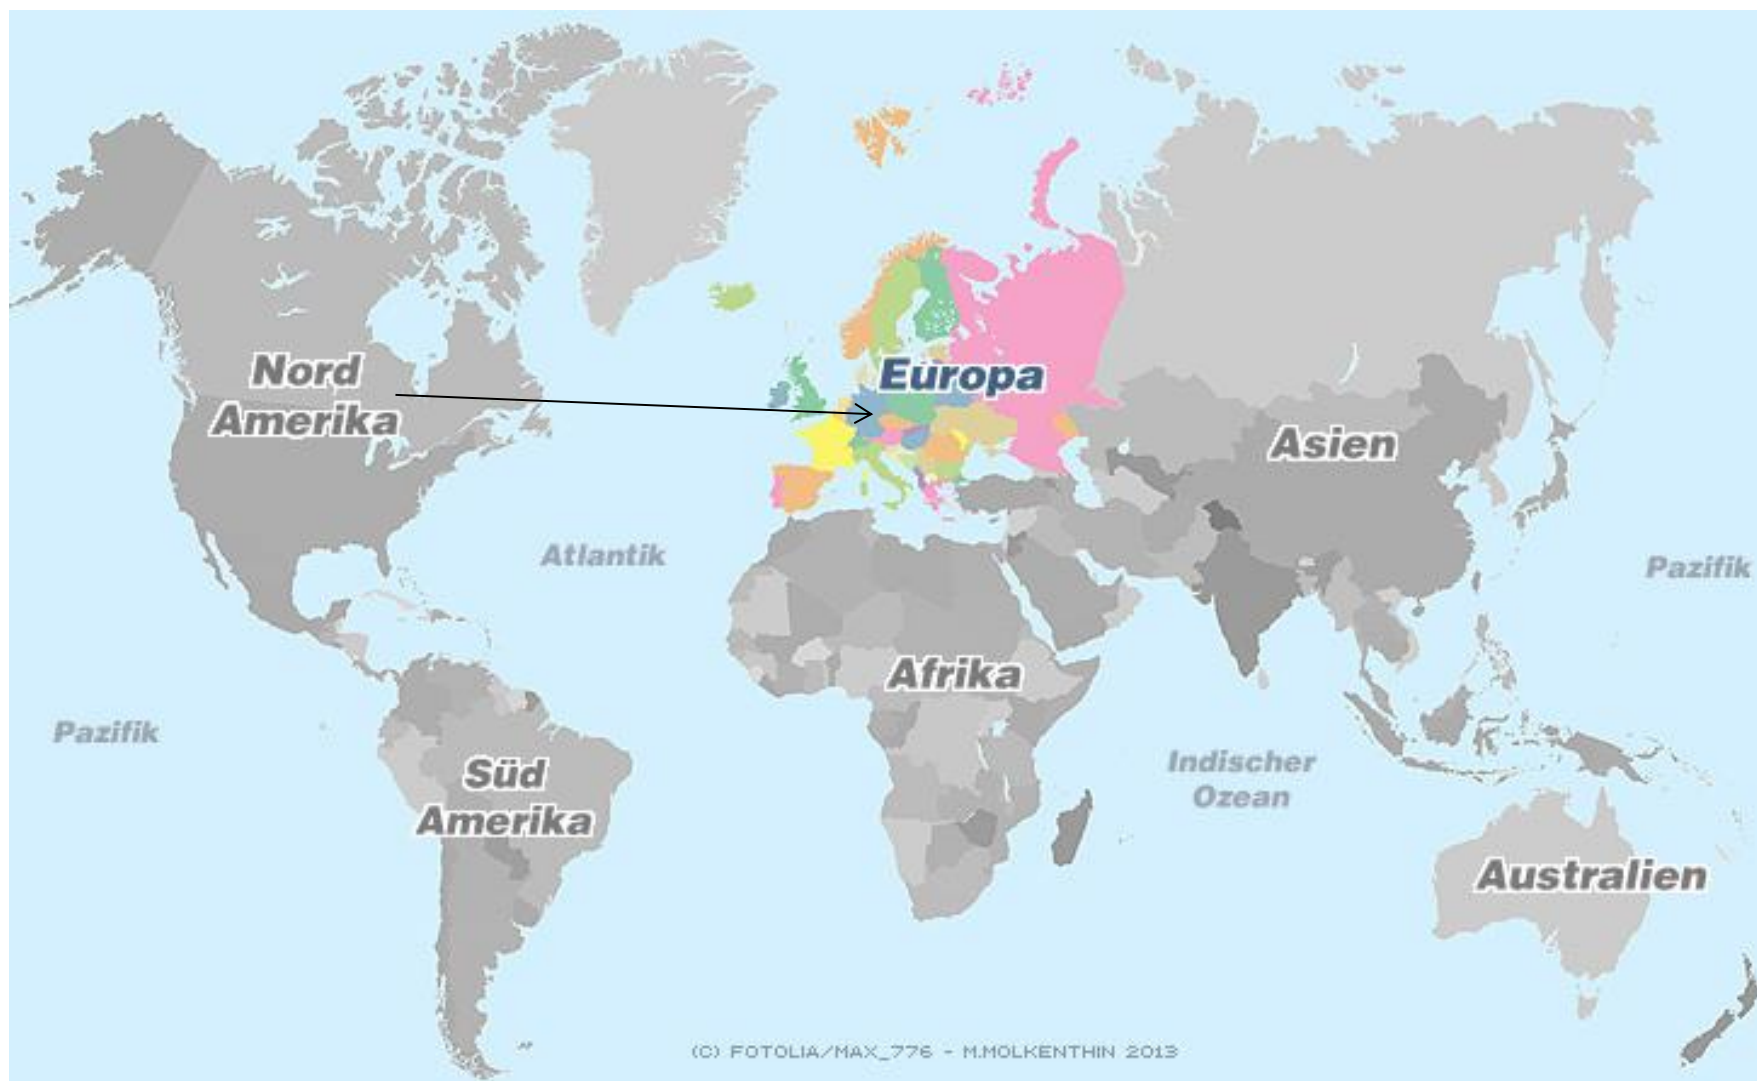 Nord
Amerika
Europa
Asien
Atlantik
Pazifik
Afrika
Pazifik
Süd
Amerika
Indischer
Ozean
Australien
(C) FOTOLIA/MAX_776 - M.MOLKENTHIN 2013